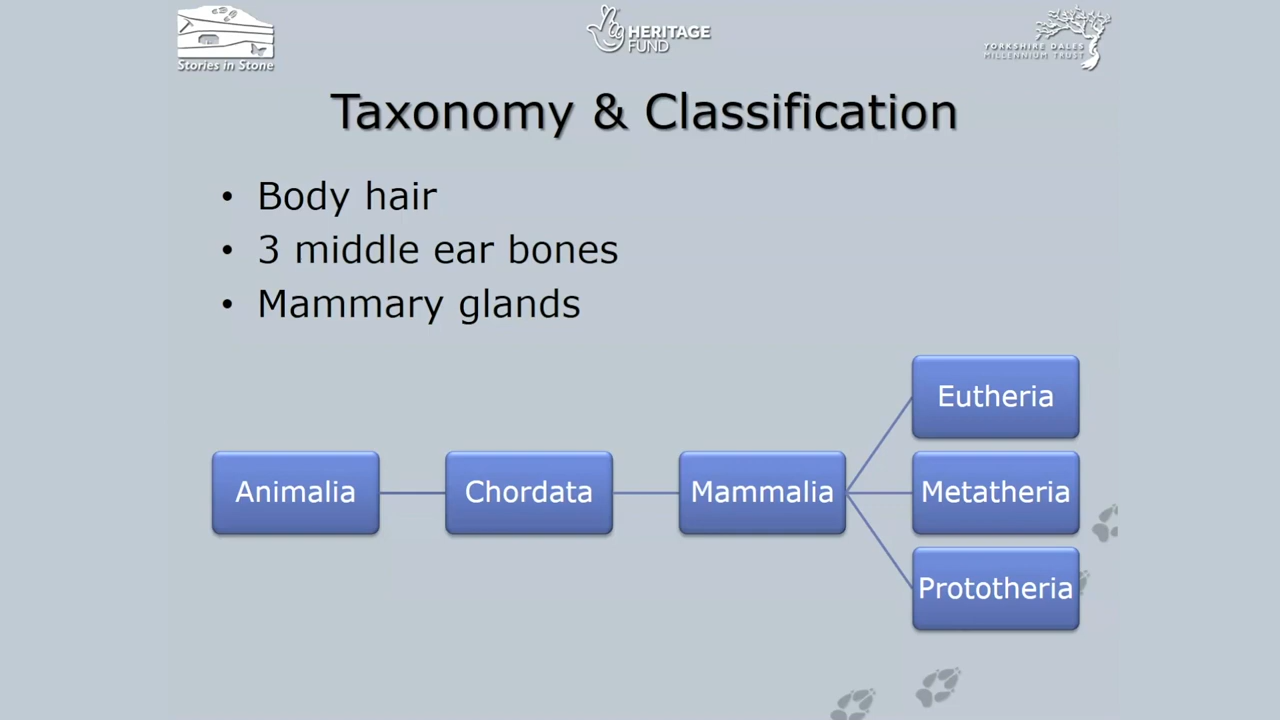 Stories in Stone
HERITAGE
FUND
YORKSHIRE DALES
MILLENNIUM TRUST
Taxonomy & Classification
• Body hair
• 3 middle ear bones
• Mammary glands
Eutheria
Animalia
Chordata
Mammalia
Metatheria
Prototheria